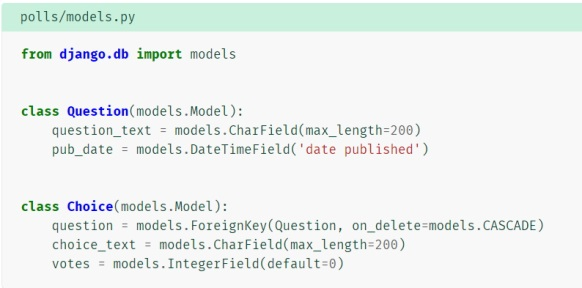 polls/models.py
from django.db import models
class Question(models.Model):
    question_text = models.CharField(max_length=200)
    pub_date = models.DateTimeField('date published')
class Choice(models.Model):
    question = models.ForeignKey(Question, on_delete=models.CASCADE)
    choice_text = models.CharField(max_length=200)
    votes = models.IntegerField(default=0)